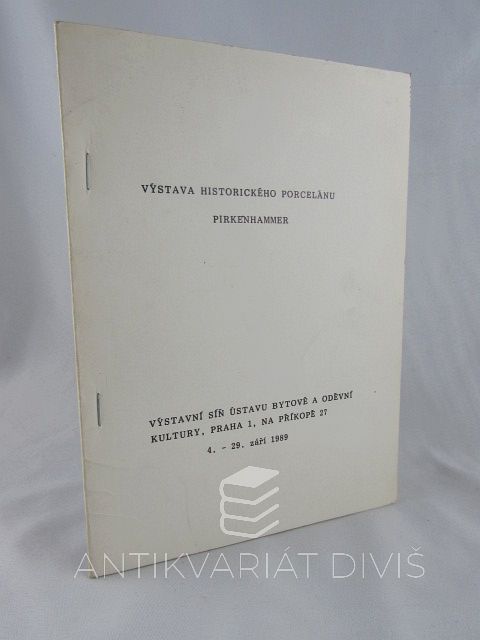 VÝSTAVA HISTORICKÉHO PORCELÁNU
PIRKENHAMMER
VÝSTAVNÍ SÍŇ ÚSTAVU BYTOVÉ A ODĚVNÍ
KULTURY, PRAHA 1, NA PŘÍKOPĚ 27
4. - 29. září 1989
ANTIKVARIÁT DIVIŠ